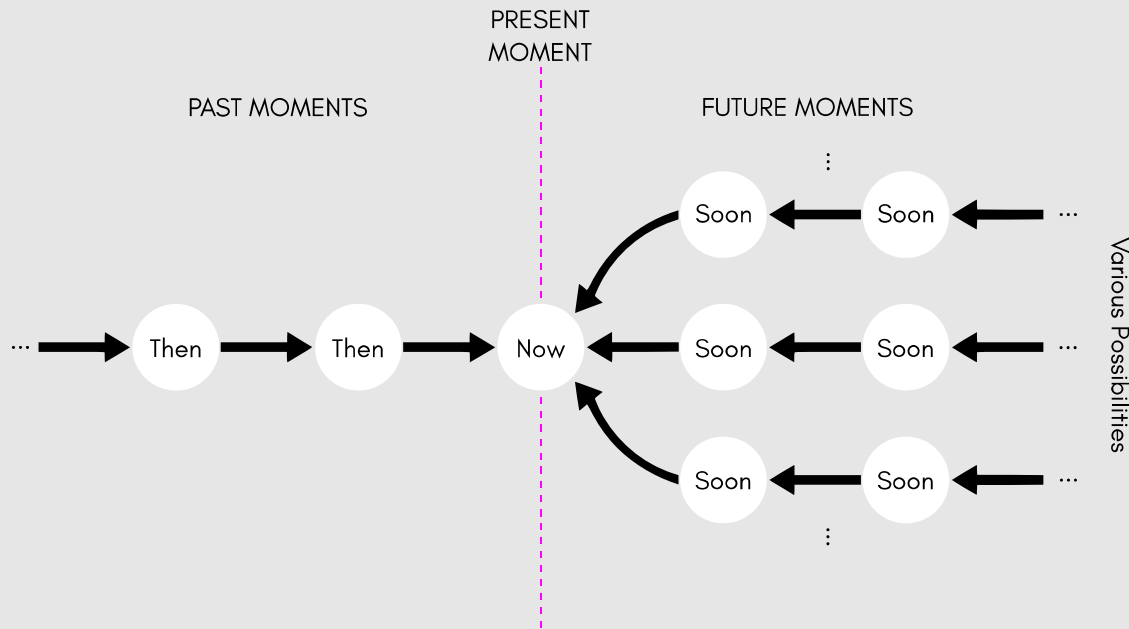 PRESENT
MOMENT
PAST MOMENTS
FUTURE MOMENTS
⋮
Soon
Soon
...
... Then
Then
Now
Soon
Soon
...
Soon
Soon
...
⋮
Various Possibilities